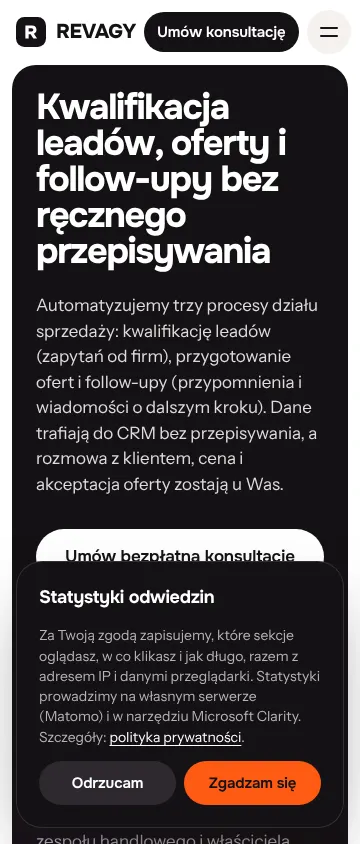 R REVAGY Umów konsultację
Kwalifikacja
leadów, oferty i
follow-upy bez
ręcznego
przepisywania
Automatyzujemy trzy procesy działu
sprzedaży: kwalifikację leadów
(zapytań od firm), przygotowanie
ofert i follow-upy (przypomnienia i
wiadomości o dalszym kroku). Dane
trafiają do CRM bez przepisywania, a
rozmowa z klientem, cena i
akceptacja oferty zostają u Was.
Umów bezpłatną konsultację
Statystyki odwiedzin
Za Twoją zgodą zapisujemy, które sekcje
oglądasz, w co klikasz i jak długo, razem z
adresem IP i danymi przeglądarki. Statystyki
prowadzimy na własnym serwerze
(Matomo) i w narzędziu Microsoft Clarity.
Szczegóły: polityka prywatności.
Odrzucam Zgadzam się
zespołu handlowego i właściciela